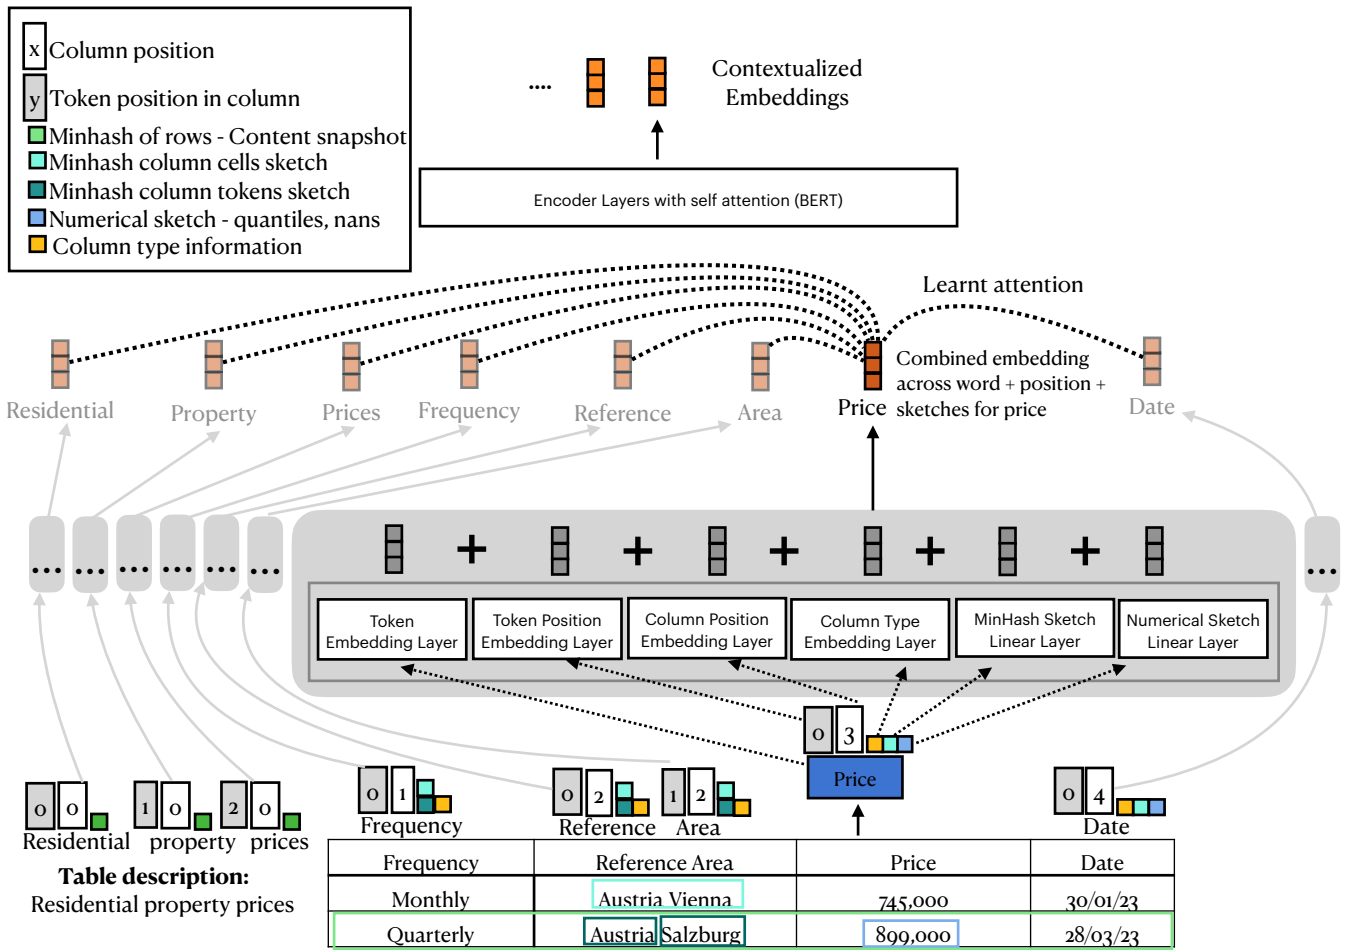 x Column position
y Token position in column
Minhash of rows - Content snapshot
Minhash column cells sketch
Minhash column tokens sketch
Numerical sketch - quantiles, nans
Column type information
....
Contextualized
Embeddings
Encoder Layers with self attention (BERT)
Learnt attention
Combined embedding
across word + position +
sketches for price
Residential Property Prices Frequency Reference Area Price Date
... ... ... ... ... ... ...
+ + + + +
Token
Embedding Layer
Token Position
Embedding Layer
Column Position
Embedding Layer
Column Type
Embedding Layer
MinHash Sketch
Linear Layer
Numerical Sketch
Linear Layer
0 3
Price
0 0 1 0 2 0
Residential property prices
Table description:
Residential property prices
0 1
Frequency
0 2 1 2
Reference Area
0 4
Date
Frequency Reference Area Price Date
Monthly Austria Vienna 745,000 30/01/23
Quarterly Austria Salzburg 899,000 28/03/23